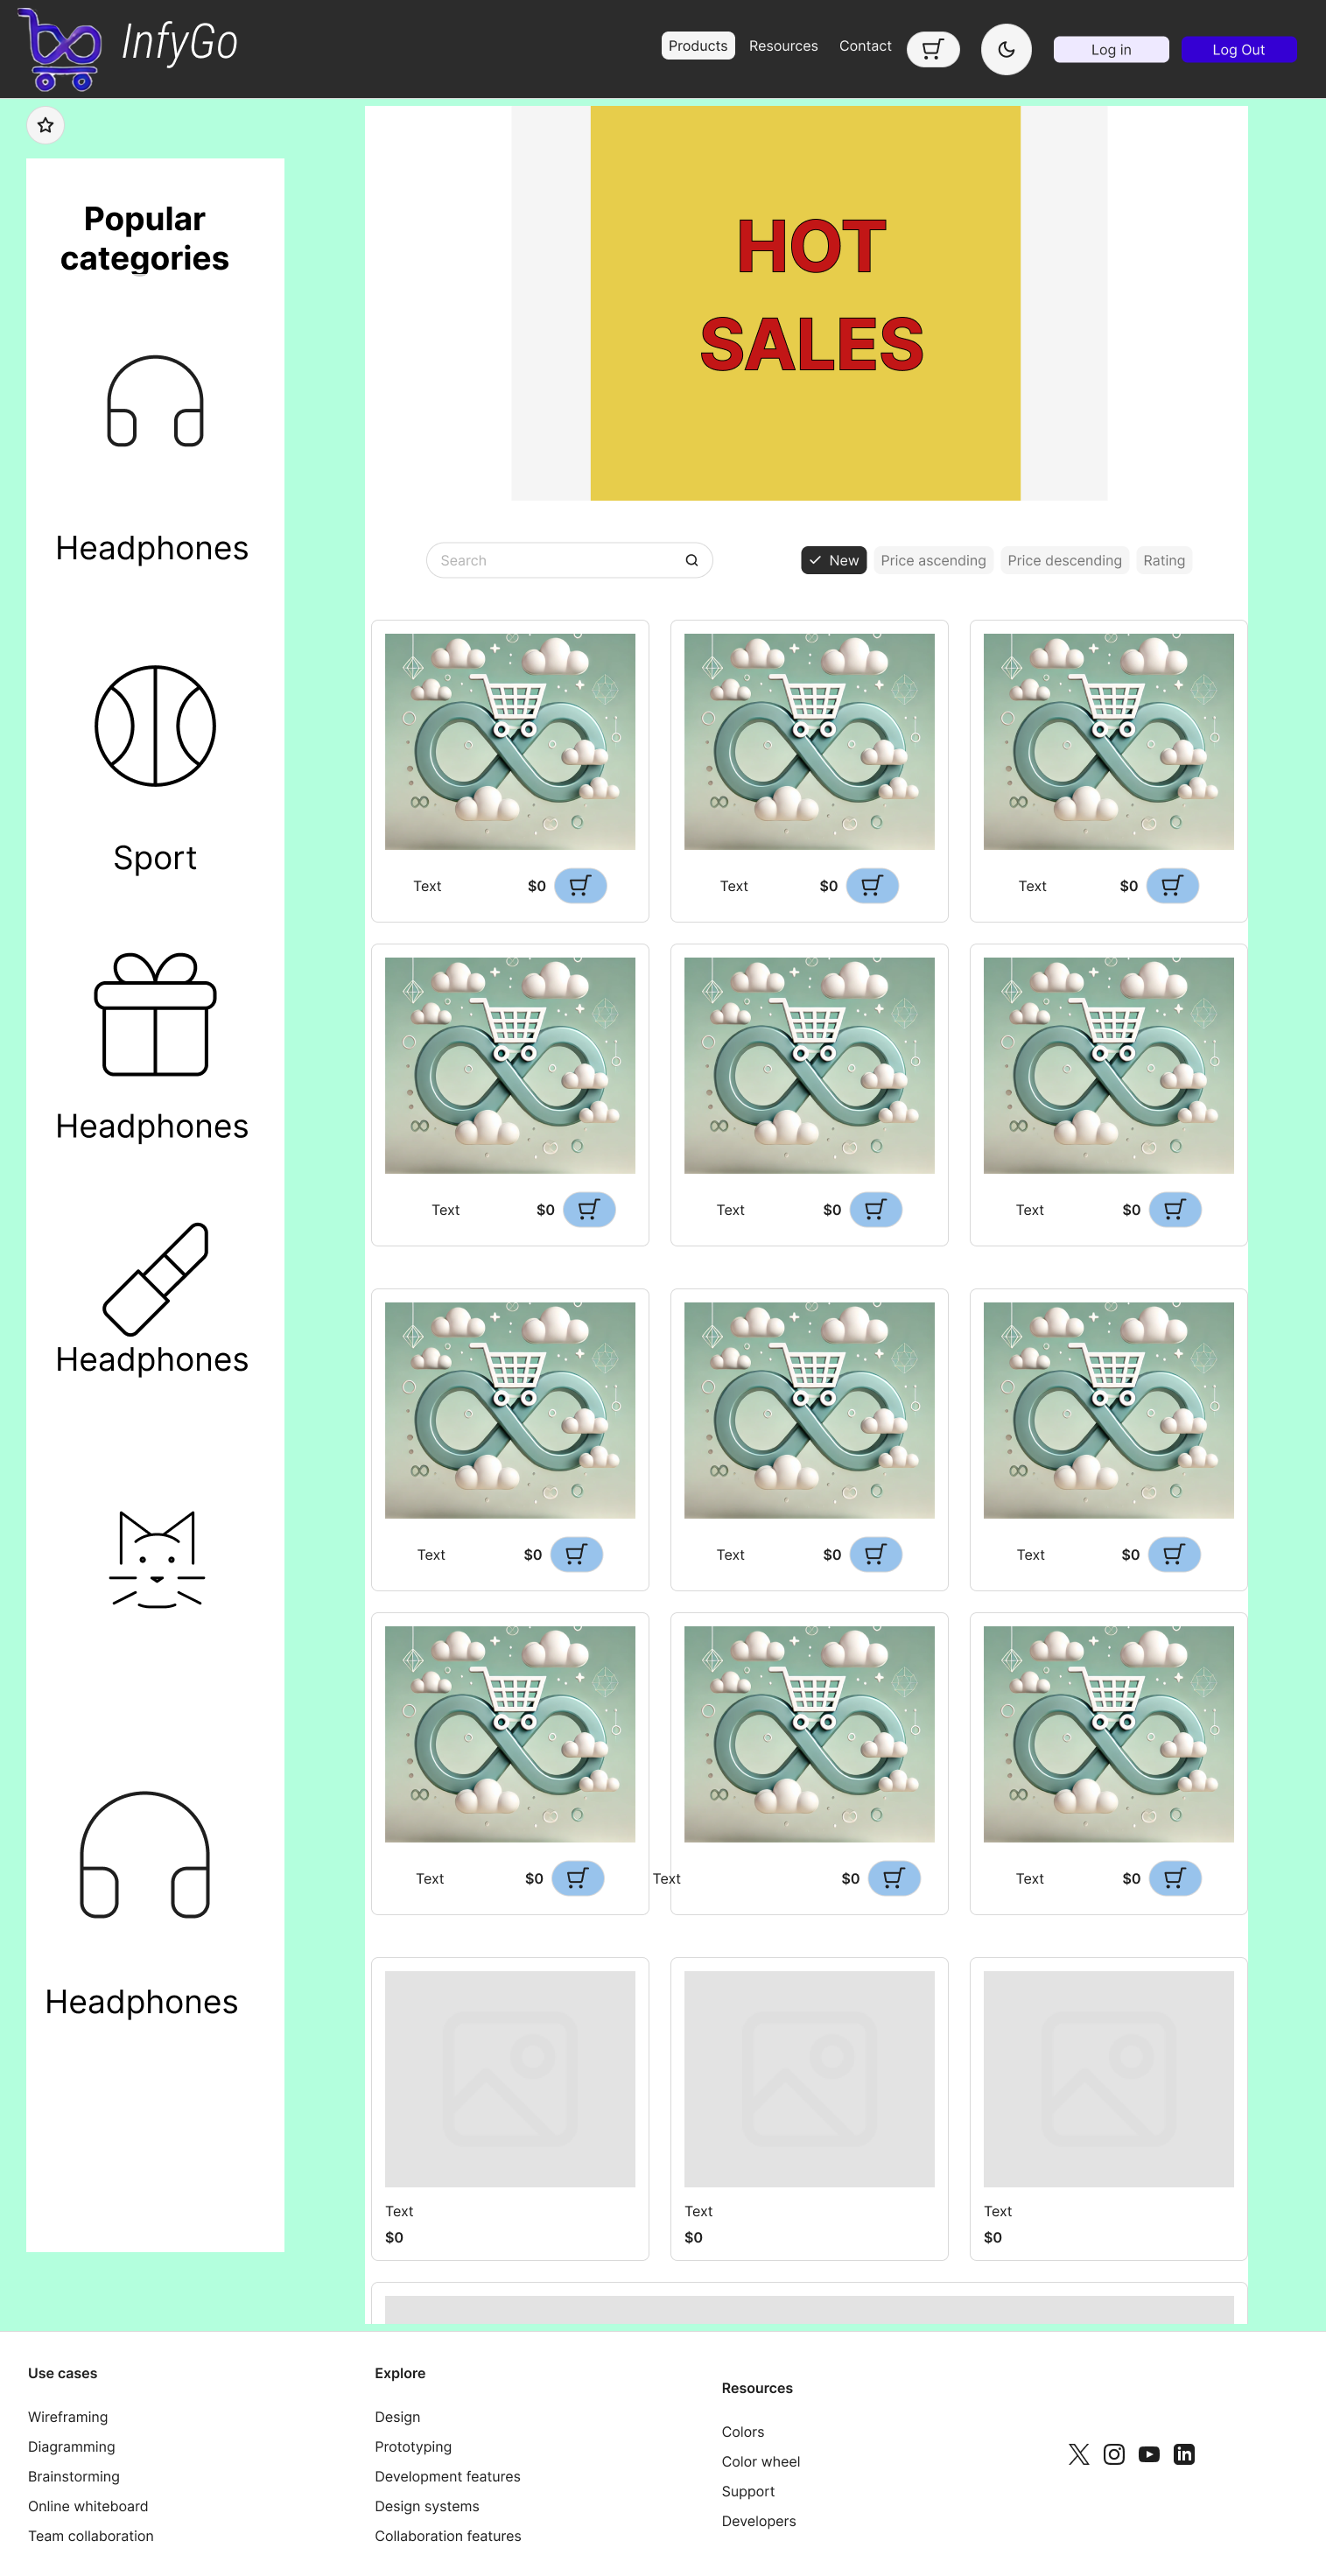 InfyGo
Products Resources Contact Log in Log Out
Popular
categories
Headphones
Sport
Headphones
Headphones
Headphones
HOT
SALES
Search
New Price ascending Price descending Rating
Text $0 Text $0 Text $0
Text $0 Text $0 Text $0
Text $0 Text $0 Text $0
Text $0 Text $0 Text $0
Text Text Text
$0 $0 $0
Use cases
Wireframing
Diagramming
Brainstorming
Online whiteboard
Team collaboration
Explore
Design
Prototyping
Development features
Design systems
Collaboration features
Resources
Colors
Color wheel
Support
Developers